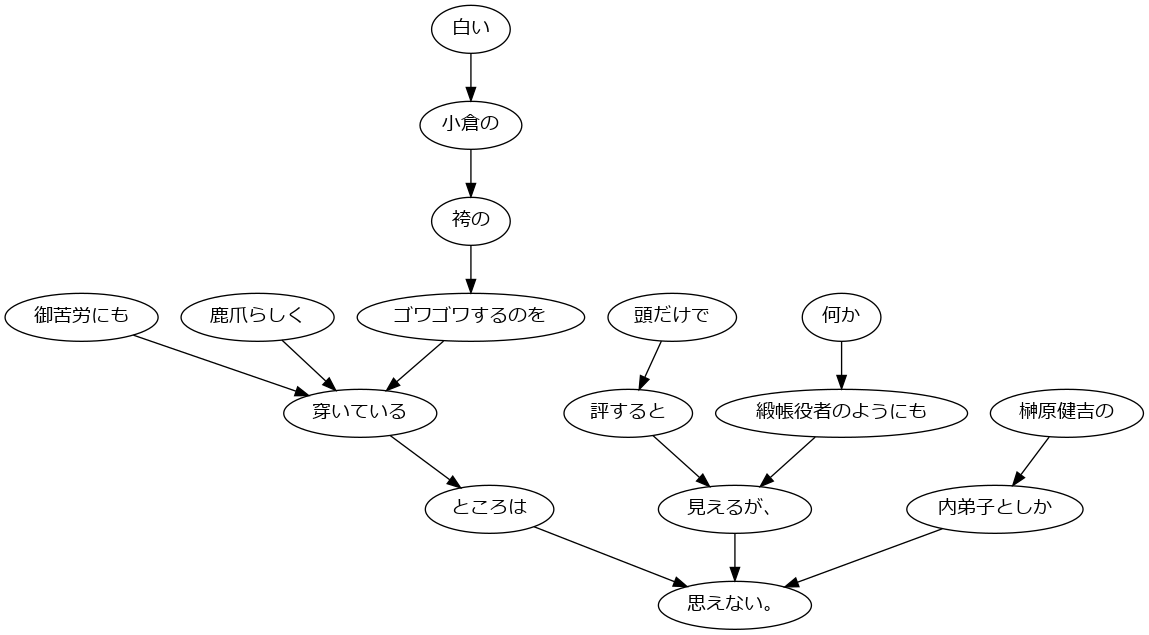 白い
小倉の
袴の
御苦労にも
鹿爪らしく
ゴワゴワするのを
頭だけで
何か
穿いている
評すると
緞帳役者のようにも
榊原健吉の
ところは
見えるが、
内弟子としか
思えない。